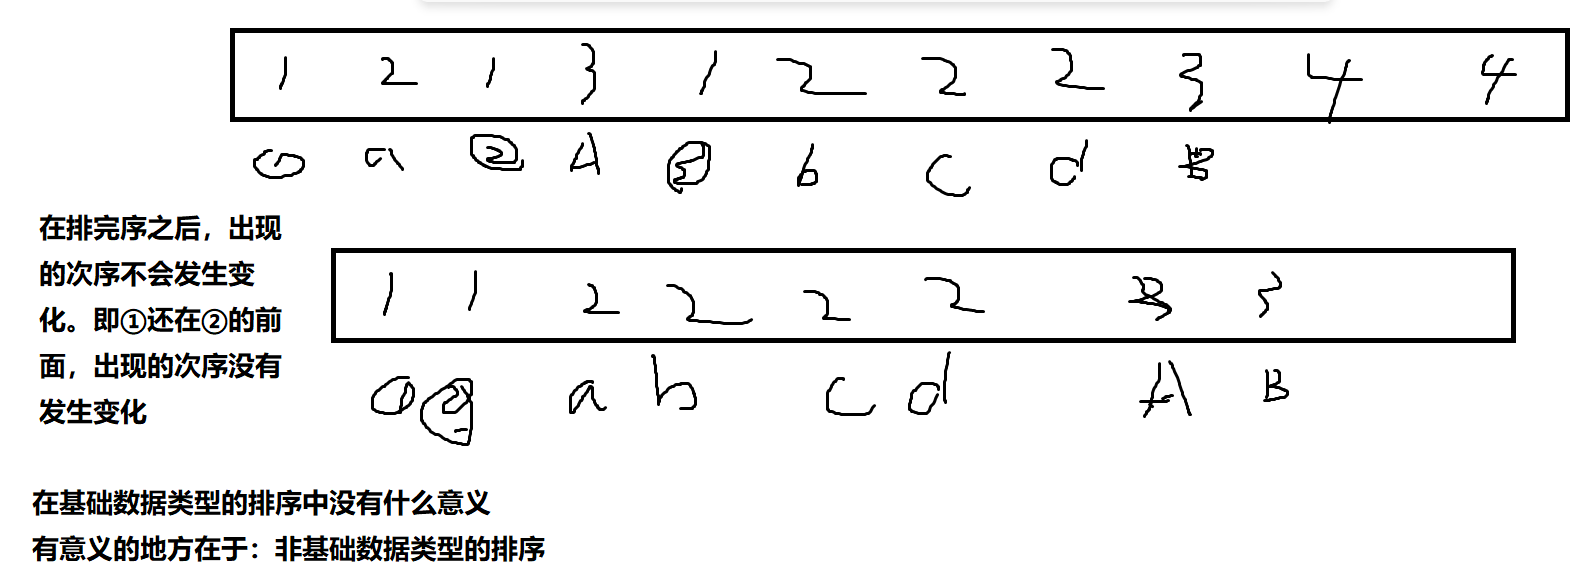 1 2 1 3 1 2 2 2 3 4 4
① a ② A ③ b c d B
在排完序之后，出现
的次序不会发生变
化。即①还在②的前
面，出现的次序没有
发生变化
1 1 2 2 2 2 3 3
① ② a b c d A B
在基础数据类型的排序中没有什么意义
有意义的地方在于：非基础数据类型的排序